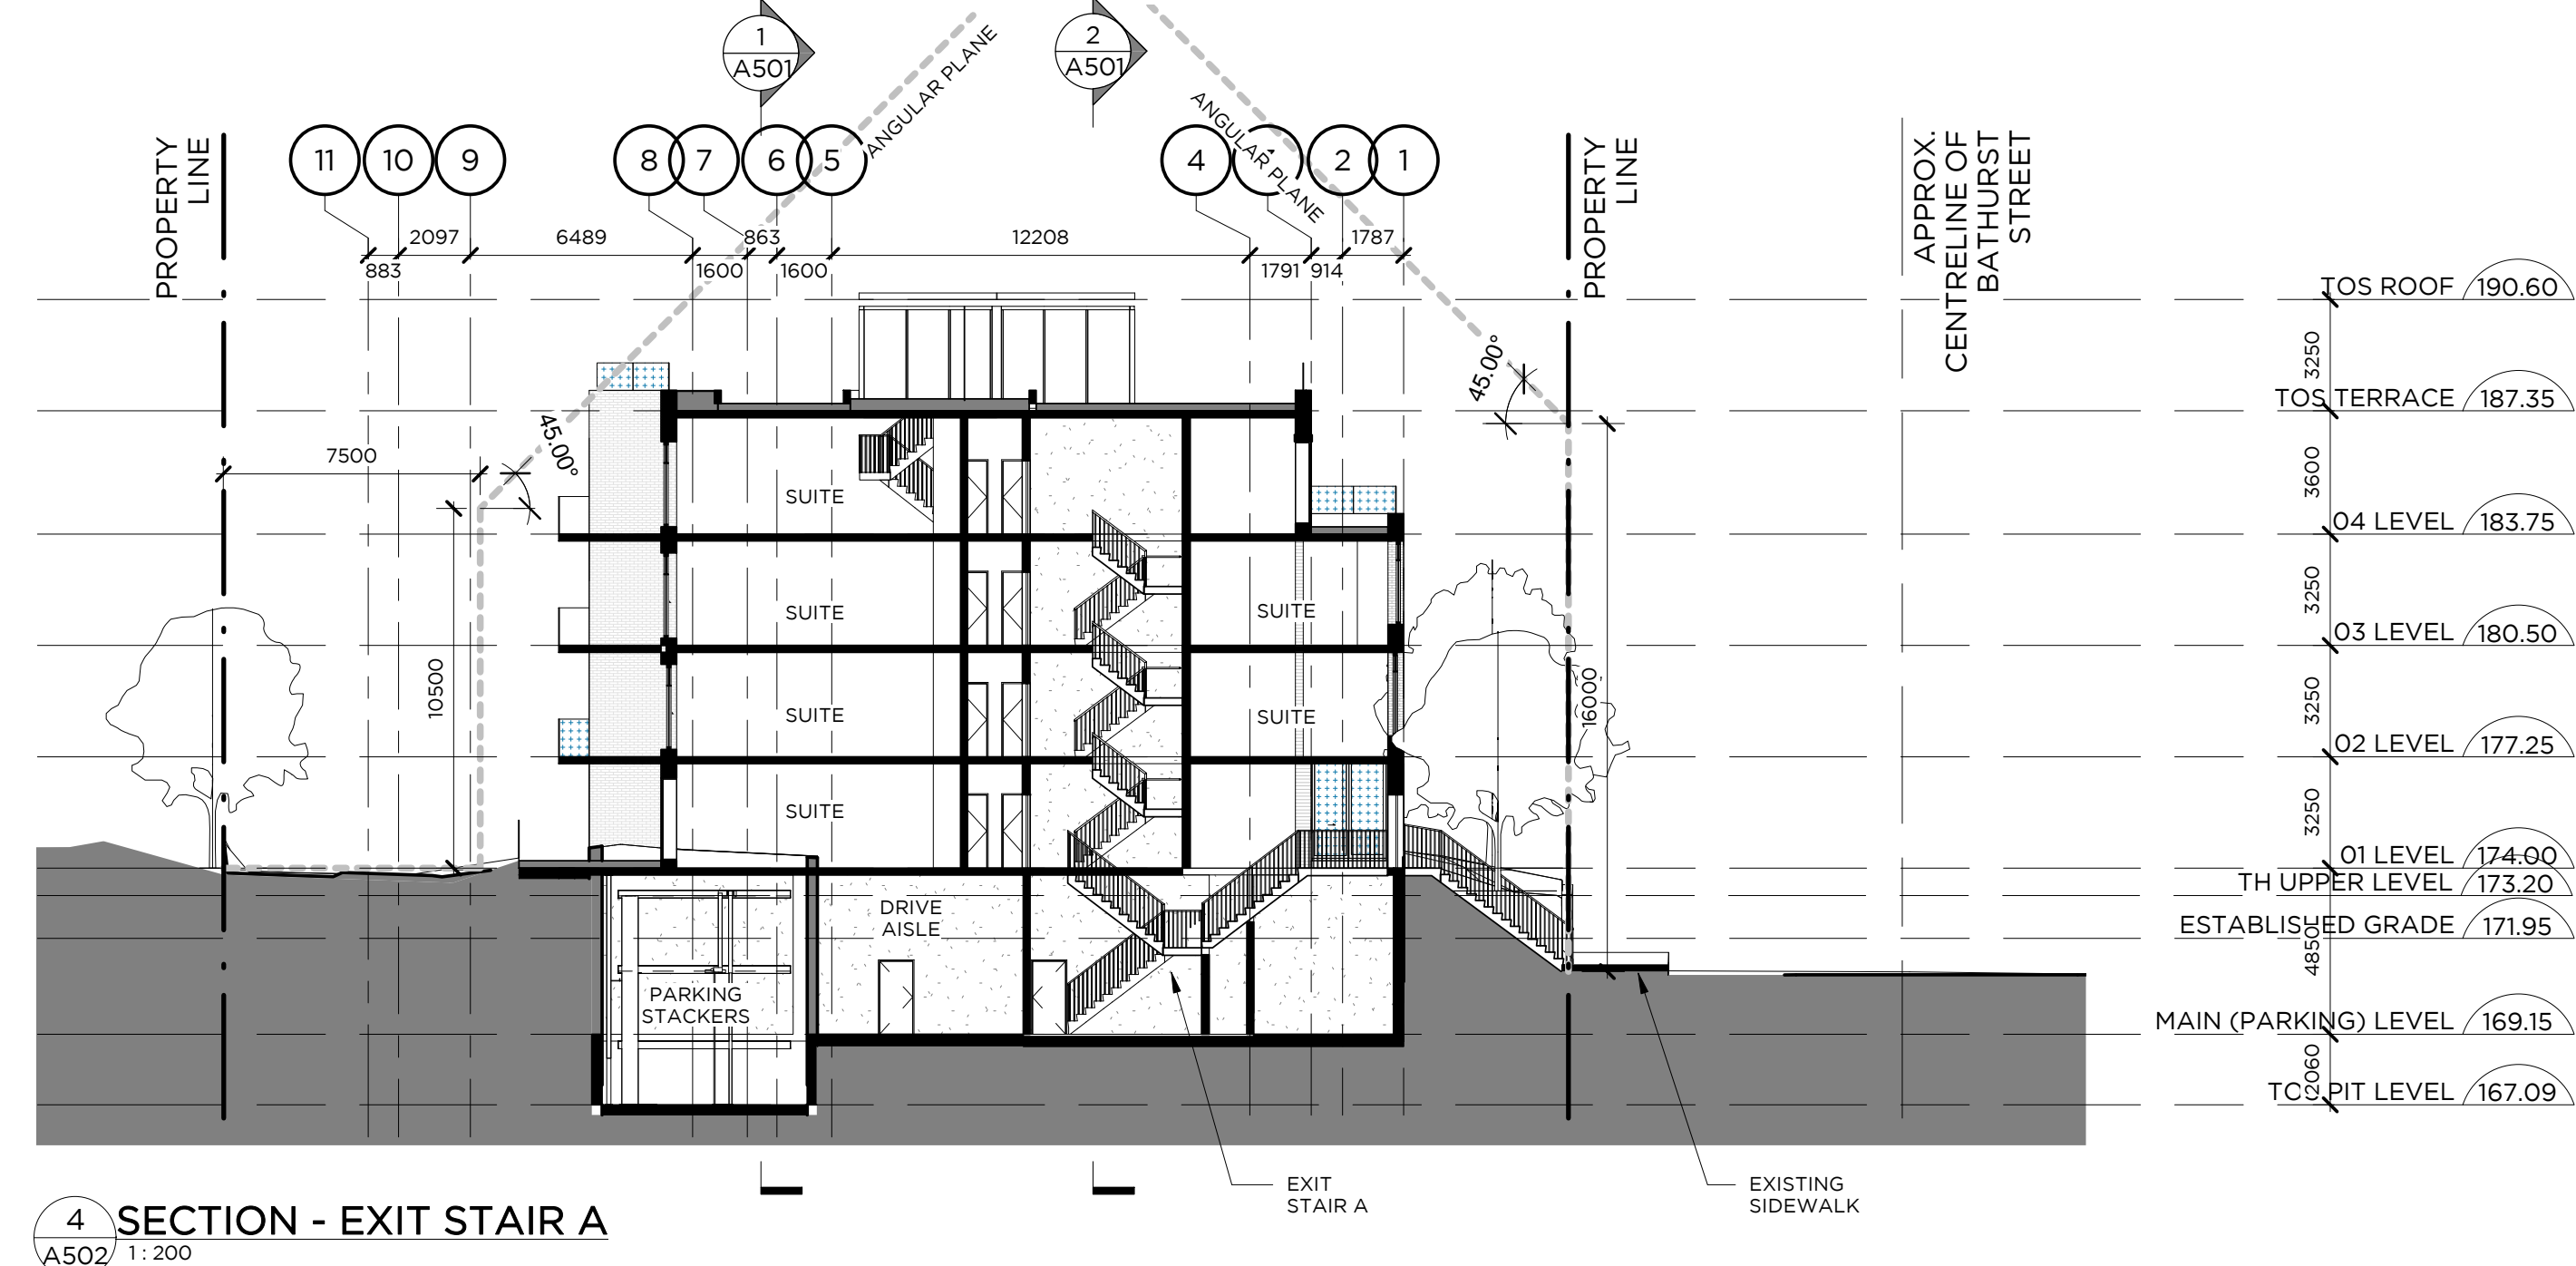 1
A501
2
A501
ANGULAR PLANE
ANGULAR PLANE
PROPERTY
LINE
11
10
9
8
7
6
5
4
2
1
PROPERTY
LINE
APPROX.
CENTRELINE OF
BATHURST
STREET
2097
6489
863
12208
1787
883
1600
1600
1791
914
TOS ROOF 190.60
3250
TOS TERRACE 187.35
45.00°
45.00°
7500
3600
SUITE
04 LEVEL 183.75
3250
SUITE
SUITE
03 LEVEL 180.50
10500
16000
3250
SUITE
SUITE
02 LEVEL 177.25
3250
SUITE
01 LEVEL 174.00
TH UPPER LEVEL 173.20
DRIVE
AISLE
ESTABLISHED GRADE 171.95
4850
PARKING
STACKERS
MAIN (PARKING) LEVEL 169.15
2060
PIT LEVEL 167.09
EXIT
STAIR A
EXISTING
SIDEWALK
4
A502
SECTION - EXIT STAIR A
1 : 200